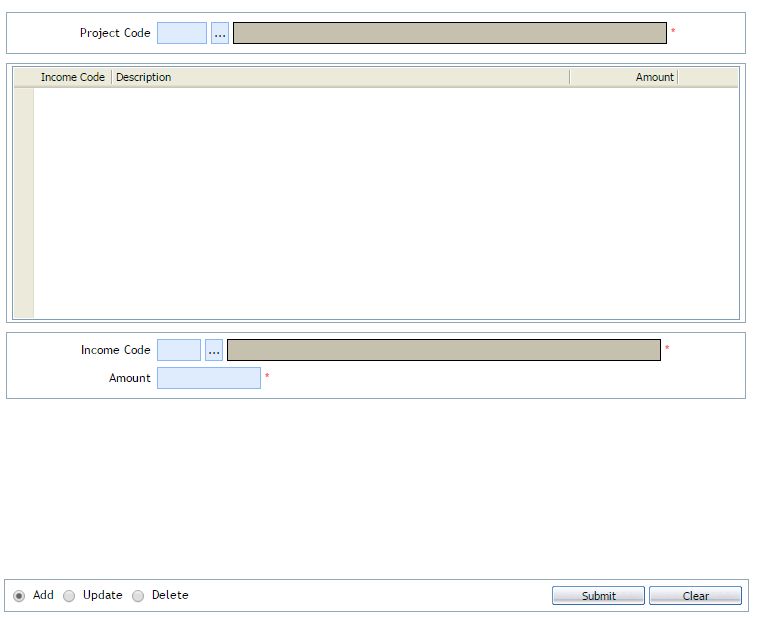 Project Code ... *
Income Code Description Amount
Income Code ... *
Amount *
Add Update Delete Submit Clear